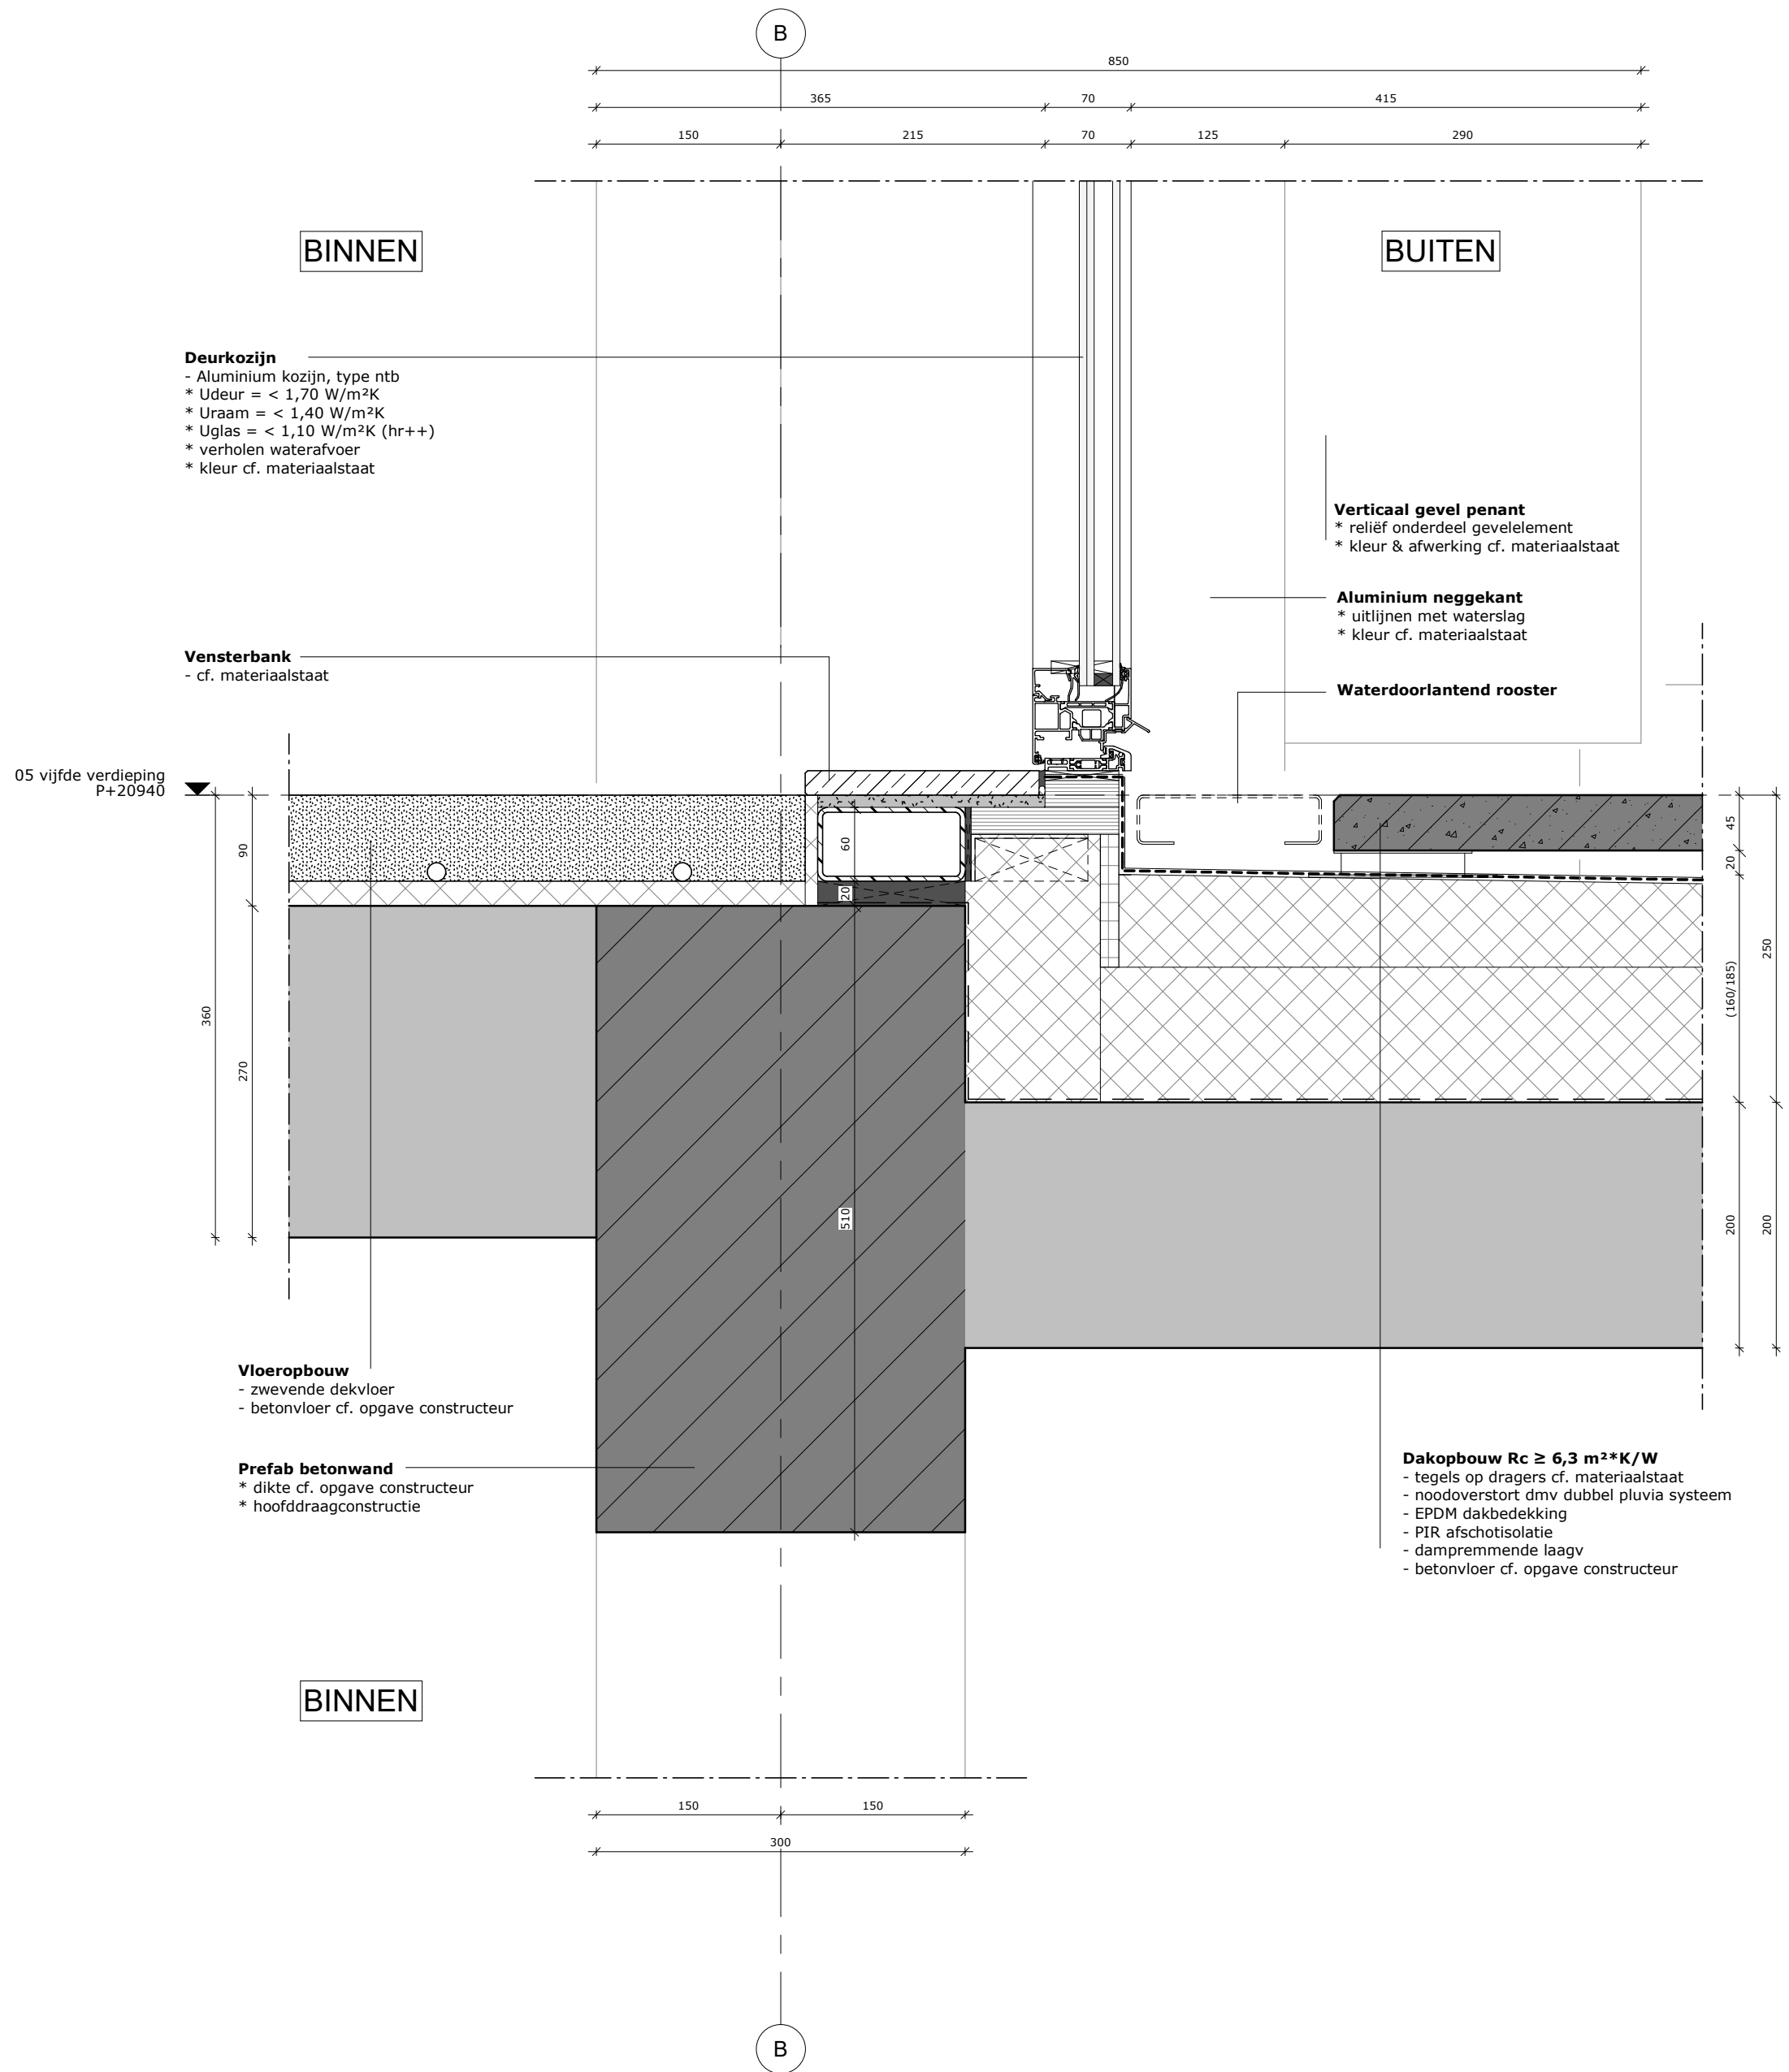 B
850
365
70
415
150
215
70
125
290
BINNEN
BUITEN
Deurkozijn
- Aluminium kozijn, type ntb
* Udeur = < 1,70 W/m²K
* Uraam = < 1,40 W/m²K
* Uglas = < 1,10 W/m²K (hr++)
* verholen waterafvoer
* kleur cf. materiaalstaat
Verticaal gevel penant
* reliëf onderdeel gevelelement
* kleur & afwerking cf. materiaalstaat
Aluminium neggekant
* uitlijnen met waterslag
* kleur cf. materiaalstaat
Vensterbank
- cf. materiaalstaat
Waterdoorlantend rooster
05 vijfde verdieping
P+20940
90
60
20
45
20
360
270
510
(160/185)
250
200
200
Vloeropbouw
- zwevende dekvloer
- betonvloer cf. opgave constructeur
Prefab betonwand
* dikte cf. opgave constructeur
* hoofddraagconstructie
Dakopbouw Rc ≥ 6,3 m²*K/W
- tegels op dragers cf. materiaalstaat
- noodoverstort dmv dubbel pluvia systeem
- EPDM dakbedekking
- PIR afschotisolatie
- dampremmende laagv
- betonvloer cf. opgave constructeur
BINNEN
150
150
300
B